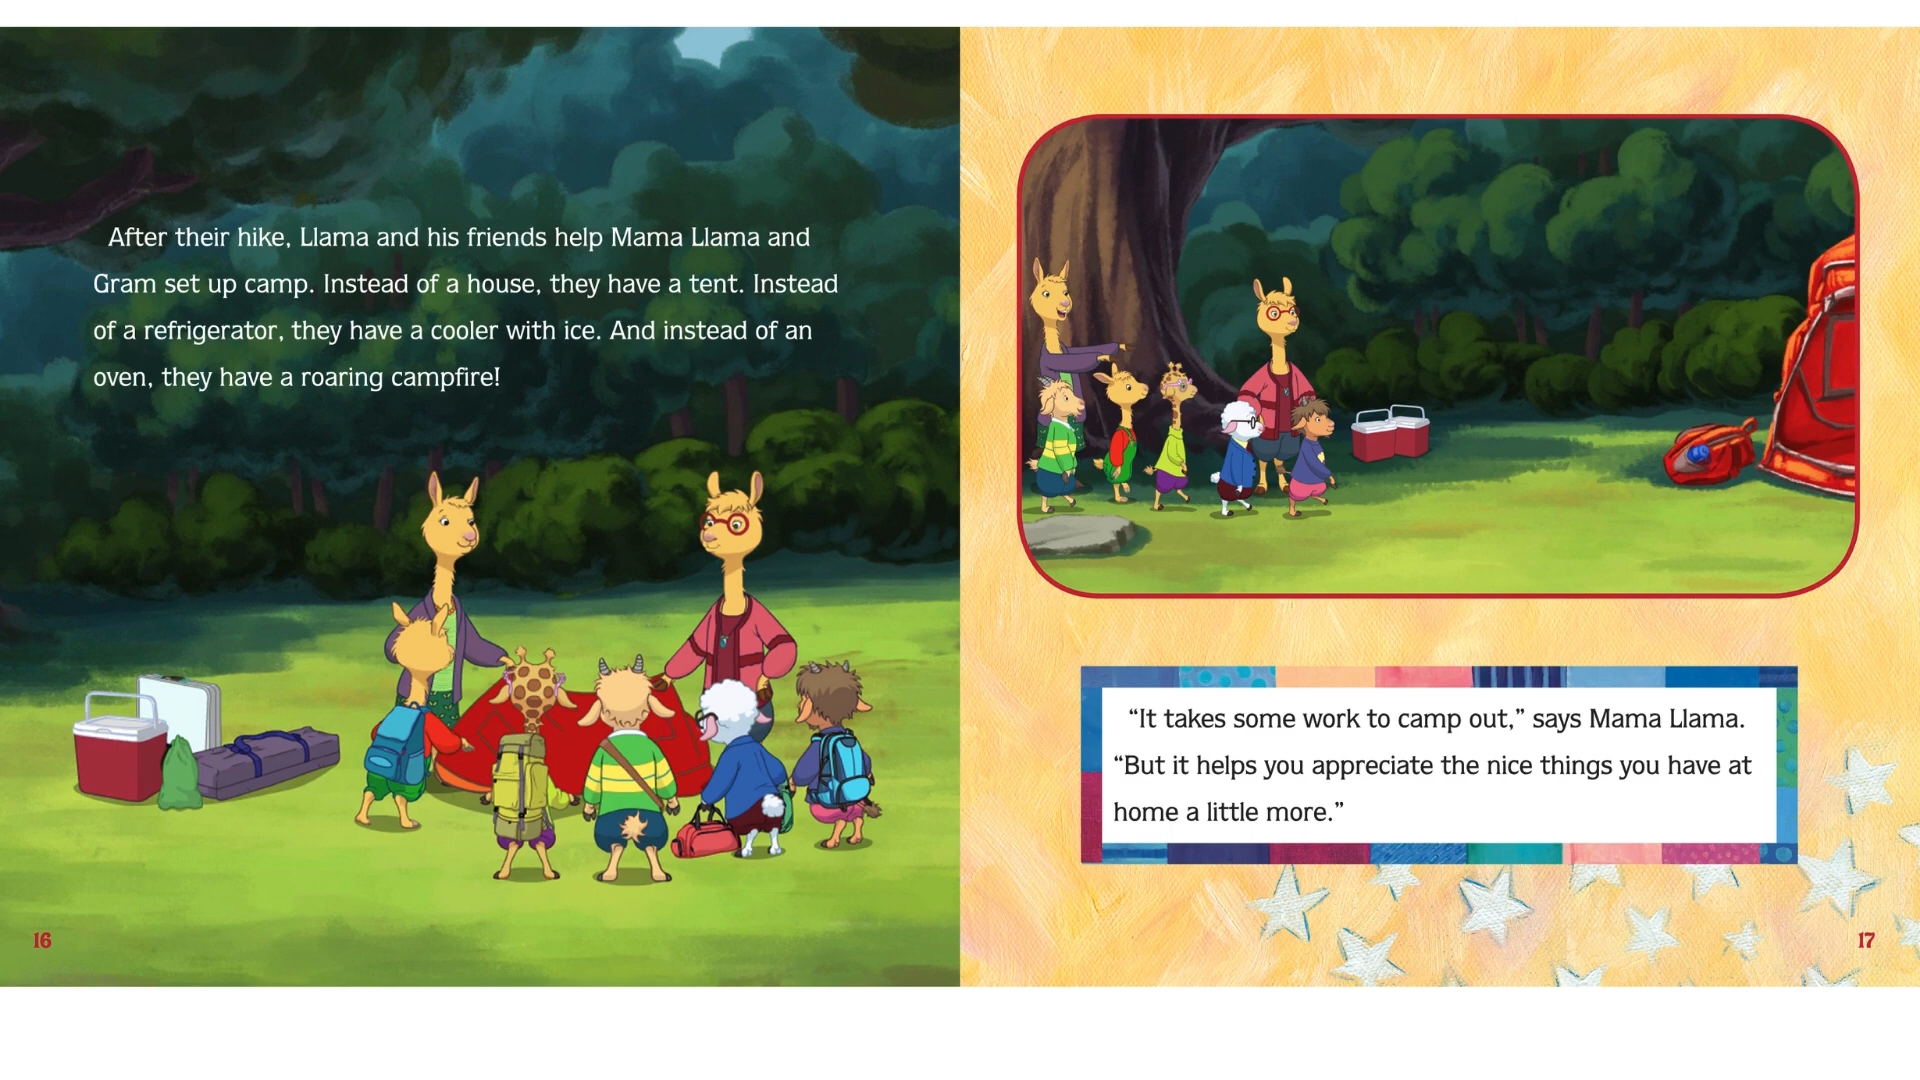 After their hike, Llama and his friends help Mama Llama and
Gram set up camp. Instead of a house, they have a tent. Instead
of a refrigerator, they have a cooler with ice. And instead of an
oven, they have a roaring campfire!
16
“It takes some work to camp out,” says Mama Llama.
“But it helps you appreciate the nice things you have at
home a little more.”
17